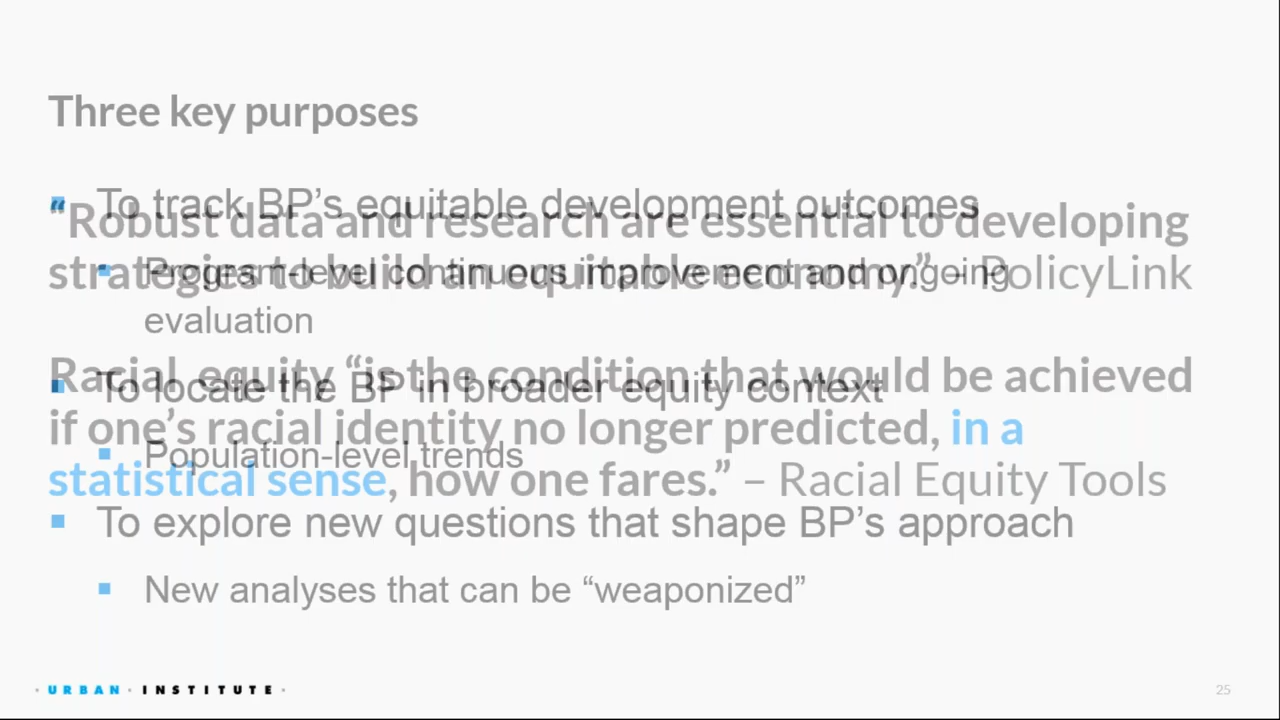 Three key purposes
To track BP’s equitable development outcomes
Program-level continuous improvement and ongoing
evaluation
To locate the BP in broader equity context
Population-level trends
To explore new questions that shape BP’s approach
New analyses that can be “weaponized”
“Robust data and research are essential to developing
strategies to build an equitable economy.” – PolicyLink
Racial equity “is the condition that would be achieved
if one’s racial identity no longer predicted, in a
statistical sense, how one fares.” – Racial Equity Tools
URBAN · INSTITUTE
25